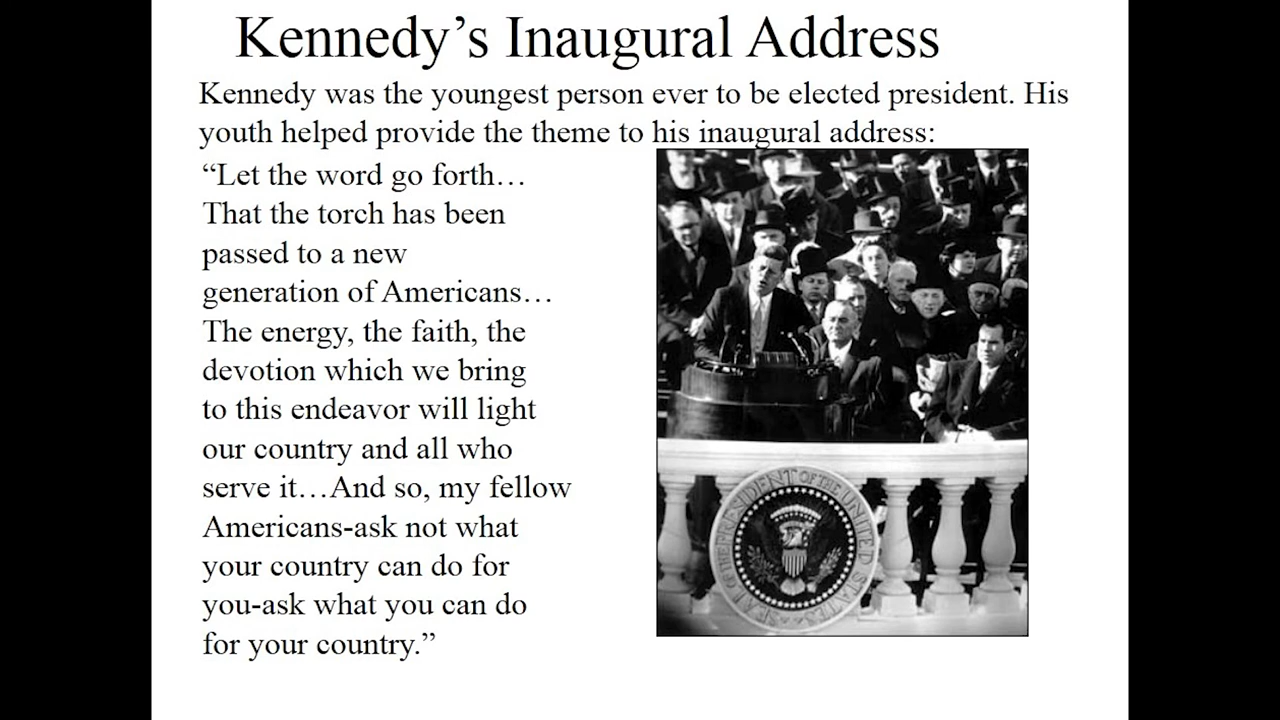 Kennedy’s Inaugural Address
Kennedy was the youngest person ever to be elected president. His
youth helped provide the theme to his inaugural address:
“Let the word go forth…
That the torch has been
passed to a new
generation of Americans…
The energy, the faith, the
devotion which we bring
to this endeavor will light
our country and all who
serve it…And so, my fellow
Americans-ask not what
your country can do for
you-ask what you can do
for your country.”
SEAL OF THE PRESIDENT OF THE UNITED STATES